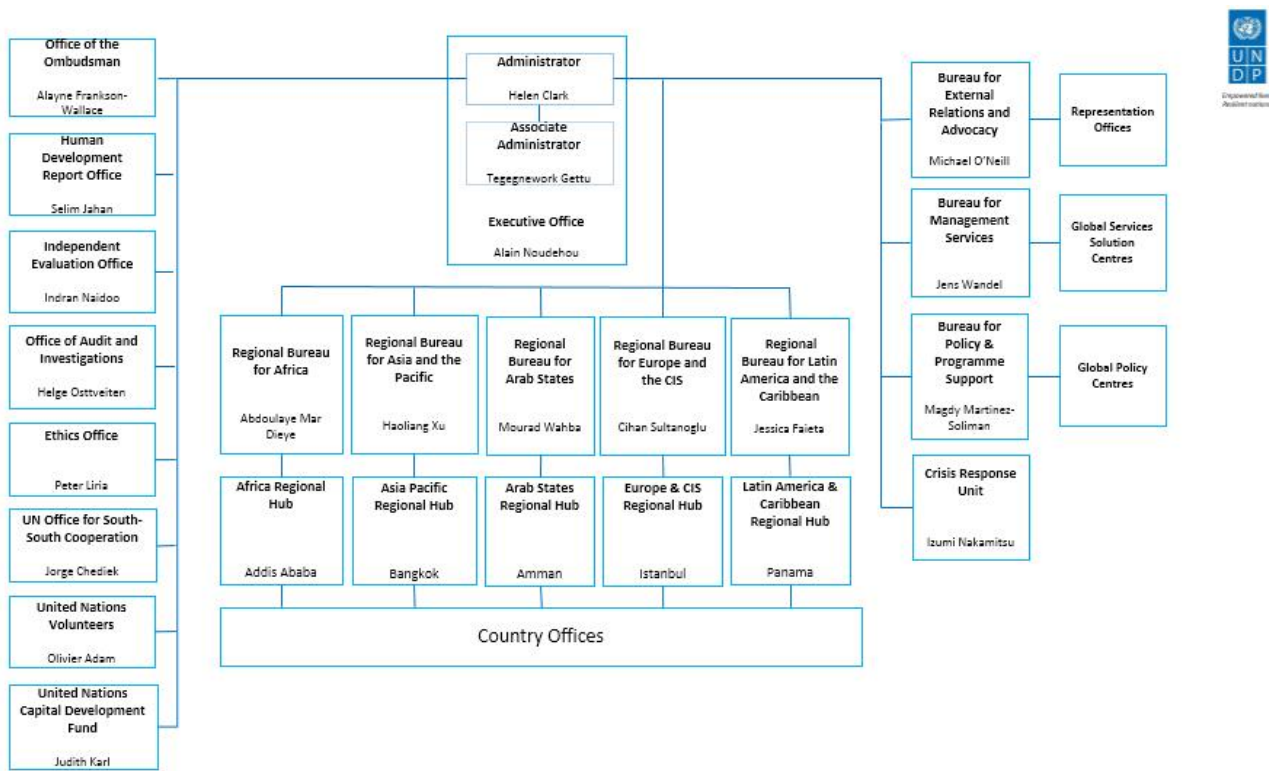 Office of the
Ombudsman
Alayne Frankson-
Wallace
Human
Development
Report Office
Selim Jahan
Independent
Evaluation Office
Indran Naidoo
Office of Audit and
Investigations
Helge Osttveiten
Ethics Office
Peter Liria
UN Office for South-
South Cooperation
Jorge Chediek
United Nations
Volunteers
Olivier Adam
United Nations
Capital Development
Fund
Judith Karl
Administrator
Helen Clark
Associate
Administrator
Tegegnework Gettu
Executive Office
Alain Noudehou
Regional Bureau
for Africa
Abdoulaye Mar
Dieye
Regional Bureau
for Asia and the
Pacific
Haoliang Xu
Regional
Bureau for
Arab States
Mourad Wahba
Regional Bureau
for Europe and
the CIS
Cihan Sultanoglu
Regional
Bureau for Latin
America and the
Caribbean
Jessica Faieta
Africa Regional
Hub
Addis Ababa
Asia Pacific
Regional Hub
Bangkok
Arab States
Regional Hub
Amman
Europe & CIS
Regional Hub
Istanbul
Latin America &
Caribbean
Regional Hub
Panama
Country Offices
Bureau for
External
Relations and
Advocacy
Michael O'Neill
Representation
Offices
Bureau for
Management
Services
Jens Wandel
Global Services
Solution
Centres
Bureau for
Policy &
Programme
Support
Magdy Martinez-
Soliman
Global Policy
Centres
Crisis Response
Unit
Izumi Nakamitsu
U N
D P